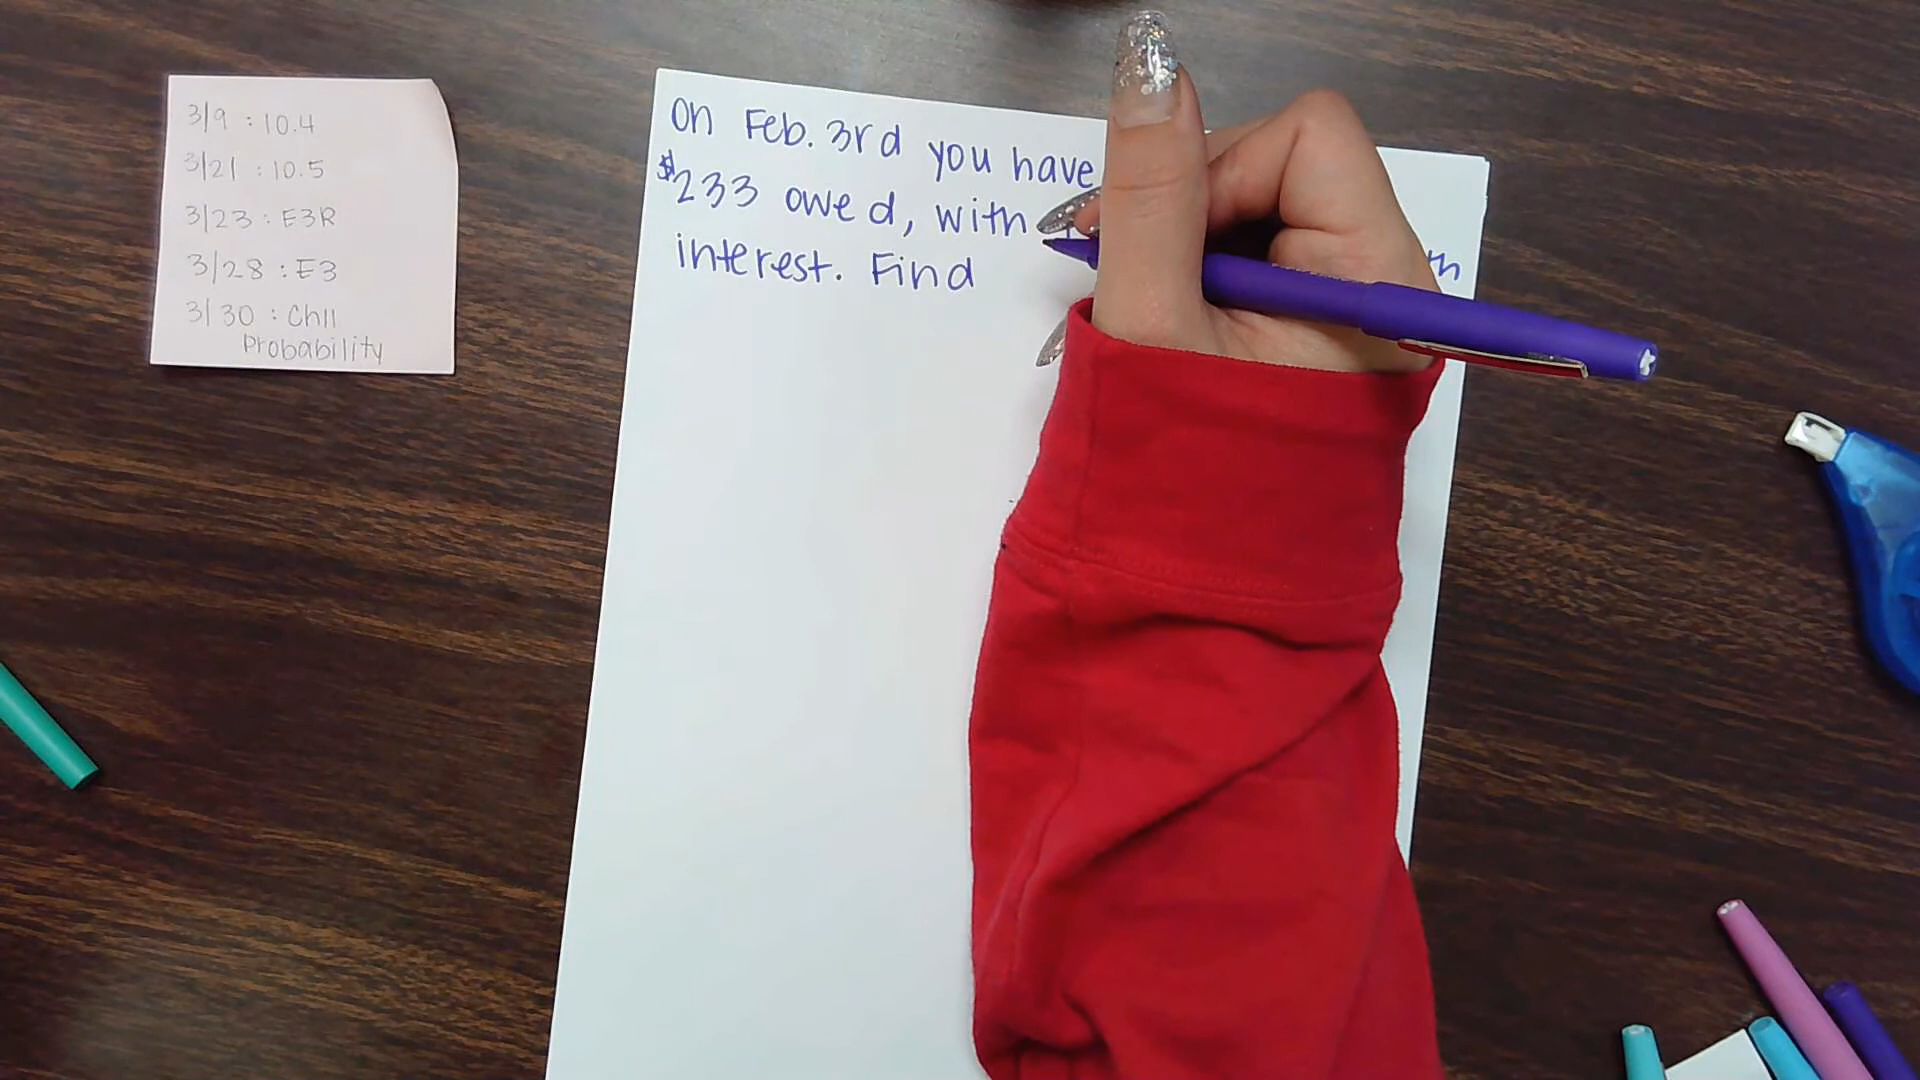 3/9 : 10.4
3/21 : 10.5
3/23 : E3R
3/28 : E3
3/30 : Ch11
Probability
On Feb. 3rd you have
$233 owed, with
interest. Find